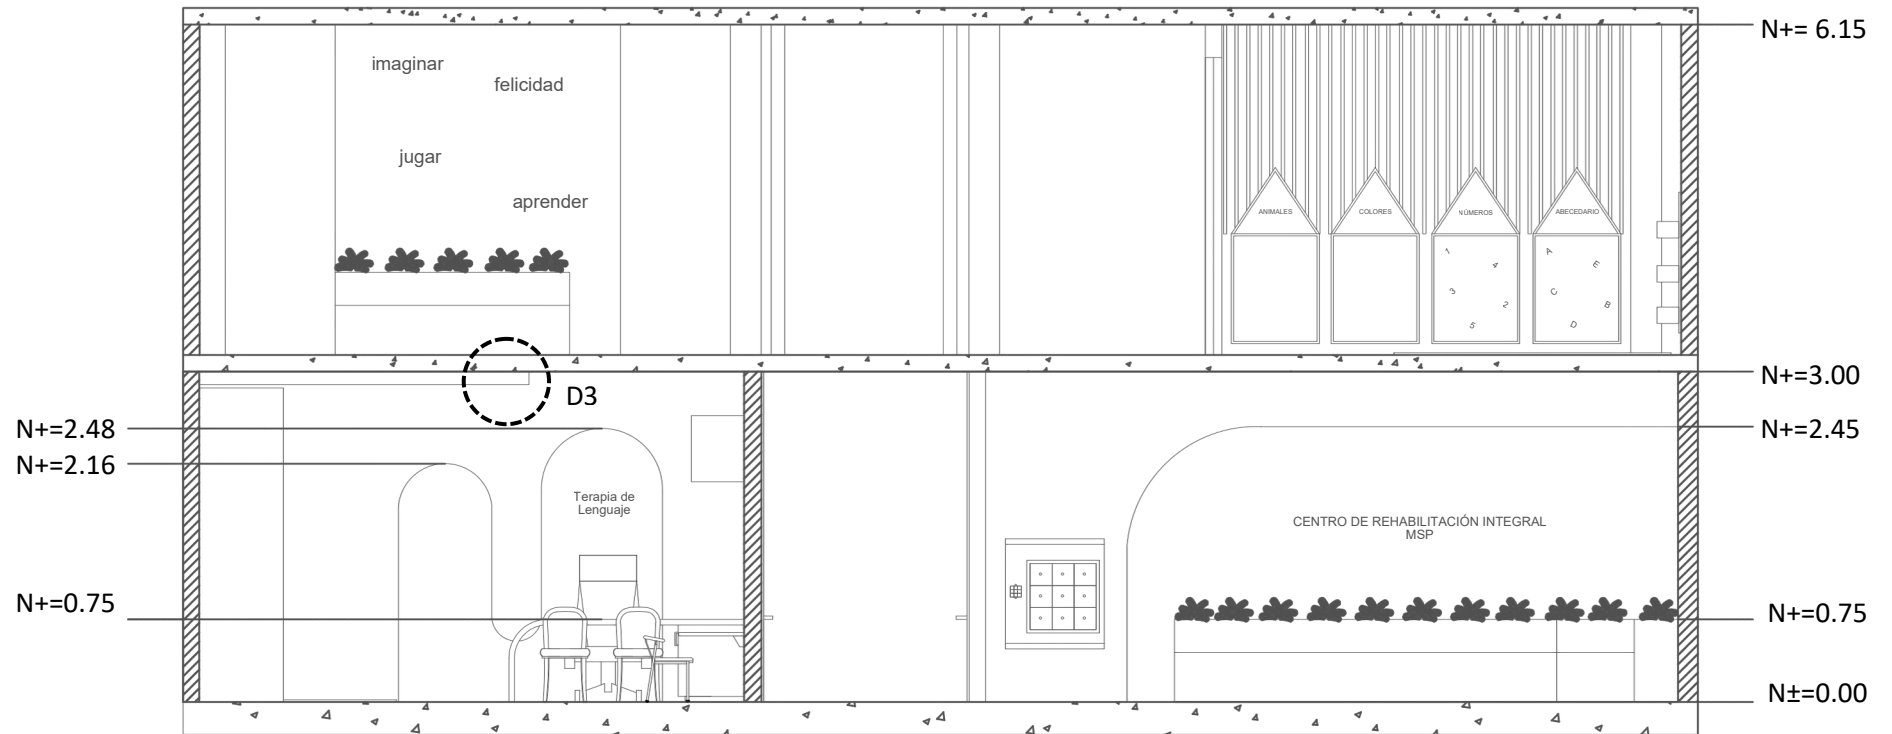 N+= 6.15
imaginar
felicidad
jugar
aprender
ANIMALES
COLORES
NÚMEROS
ABECEDARIO
1
4
3
2
5
A
E
C
B
D
N+=3.00
D3
N+=2.48
N+=2.45
N+=2.16
Terapia de
Lenguaje
CENTRO DE REHABILITACIÓN INTEGRAL
MSP
N+=0.75
N+=0.75
N±=0.00